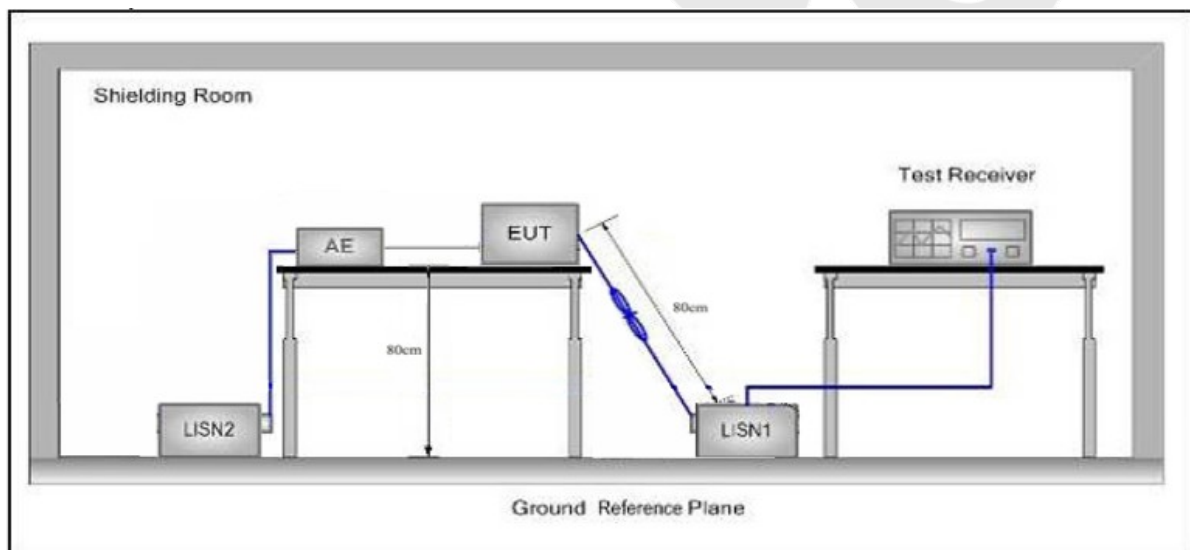 Shielding Room
Test Receiver
EUT
AE
80cm
80cm
LISN2
LISN1
Ground Reference Plane